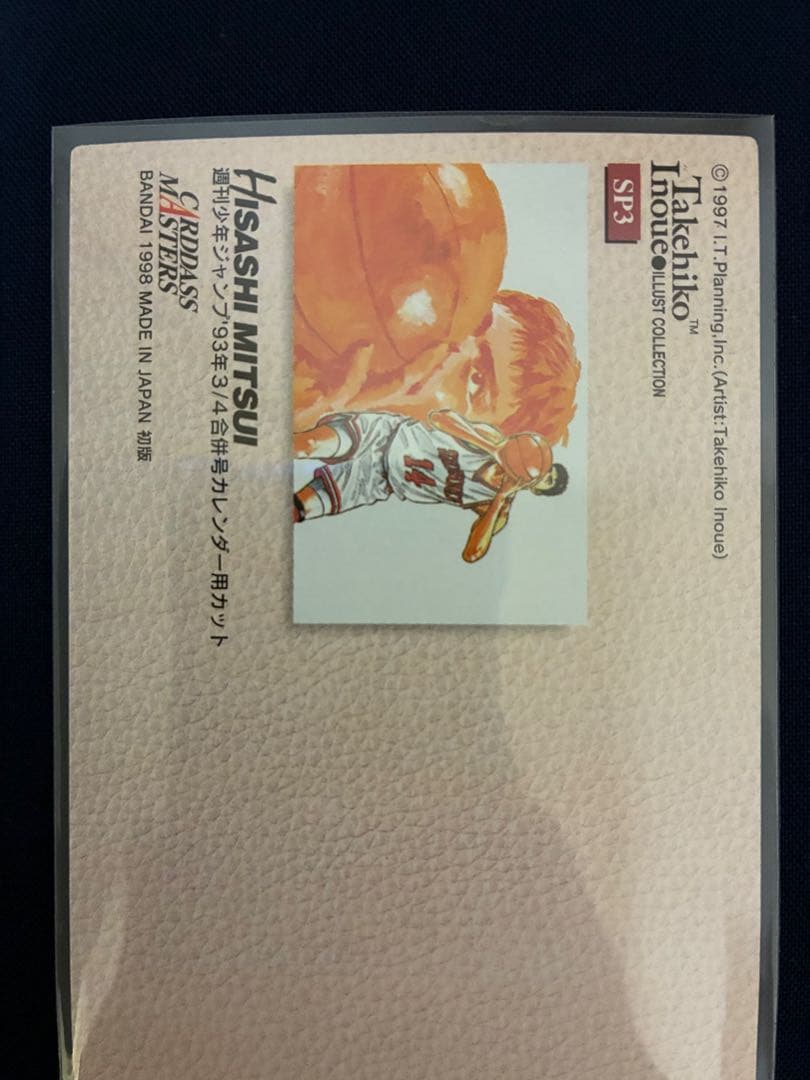 ©1997 I.T.Planning,Inc.(Artist:Takehiko Inoue)
Takehiko™
Inoue●ILLUST COLLECTION
SP3
14
HISASHI MITSUI
週刊少年ジャンプ'93年3/4合併号カレンダー用カット
CARDDASS
MASTERS
BANDAI 1998 MADE IN JAPAN 初版